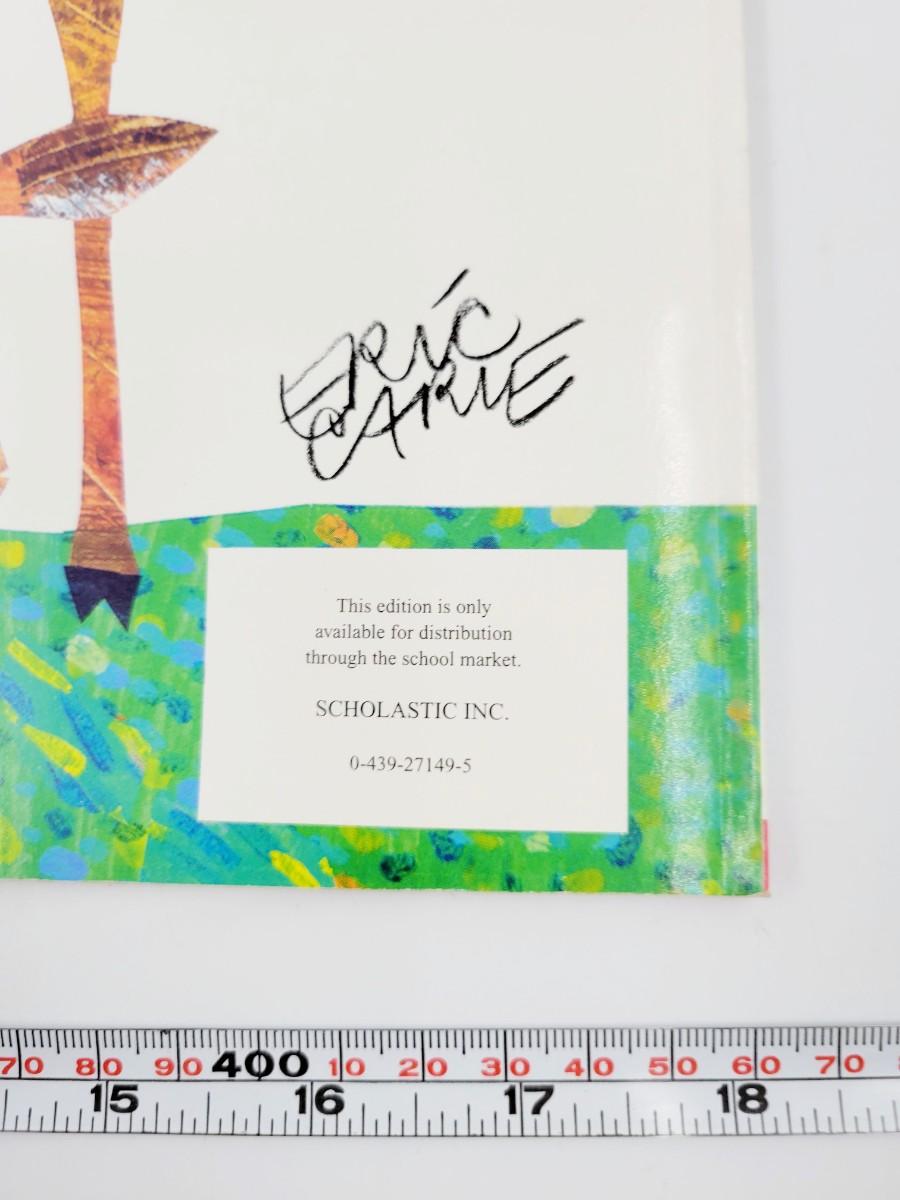 ERIC
CARLE
This edition is only
available for distribution
through the school market.
SCHOLASTIC INC.
0-439-27149-5
70 80 90 400 10 20 30 40 50 60 70
15 16 17 18